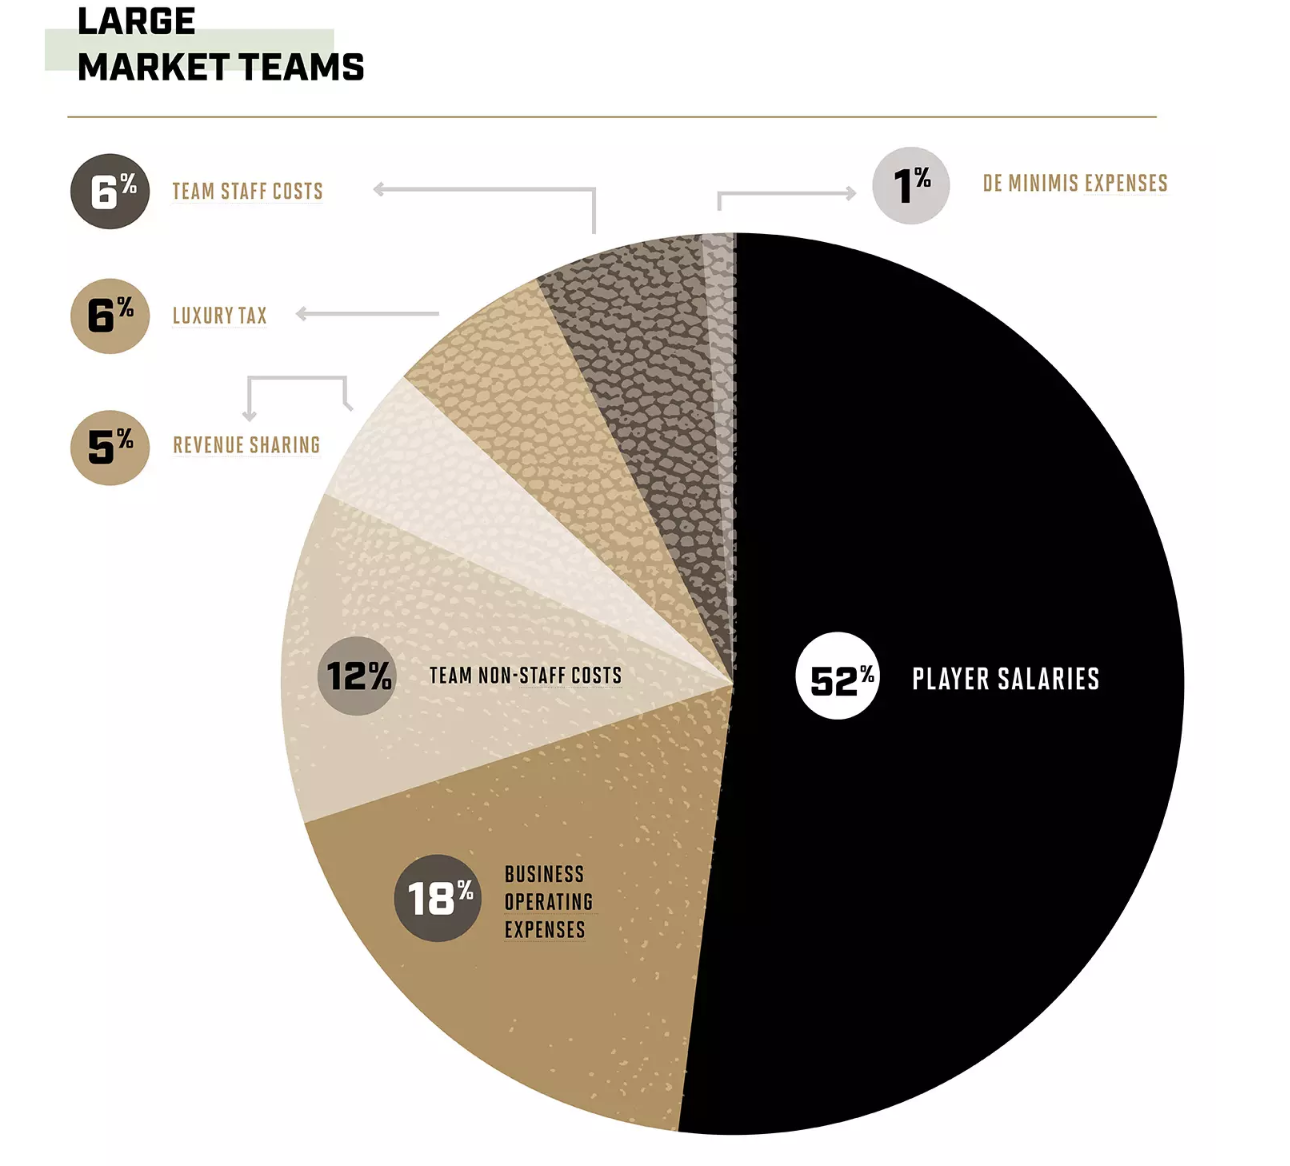 LARGE
MARKET TEAMS
6% TEAM STAFF COSTS
1% DE MINIMIS EXPENSES
6% LUXURY TAX
5% REVENUE SHARING
12% TEAM NON-STAFF COSTS
52% PLAYER SALARIES
18% BUSINESS
OPERATING
EXPENSES